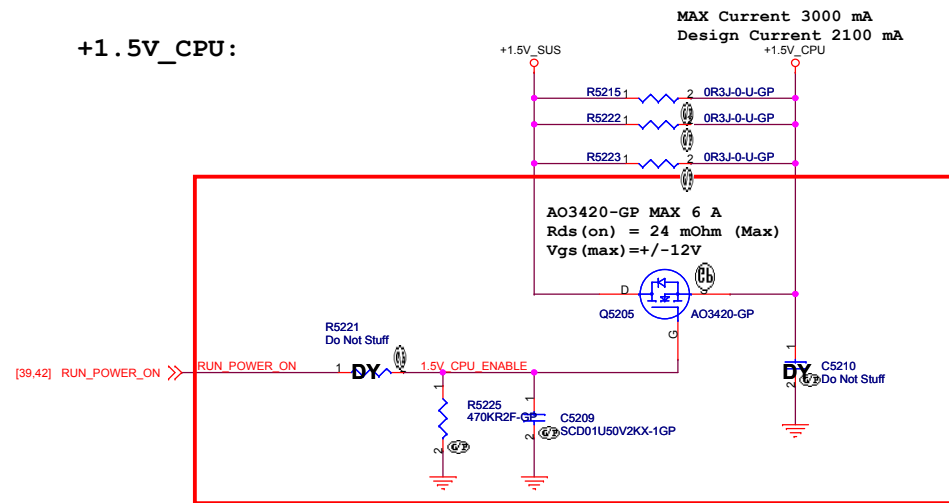 MAX Current 3000 mA
Design Current 2100 mA
+1.5V_CPU:
+1.5V_SUS
+1.5V_CPU
R5215 1 2 0R3J-0-U-GP
R5222 1 2 0R3J-0-U-GP
R5223 1 2 0R3J-0-U-GP
AO3420-GP MAX 6 A
Rds(on) = 24 mOhm (Max)
Vgs(max)=+/-12V
D
Q5205
AO3420-GP
G
R5221
Do Not Stuff
[39,42] RUN_POWER_ON
RUN_POWER_ON
1 DY
1.5V_CPU_ENABLE
1
R5225
470KR2F-GP
2
1
C5209
SCD01U50V2KX-1GP
2
1
DY
C5210
Do Not Stuff
2